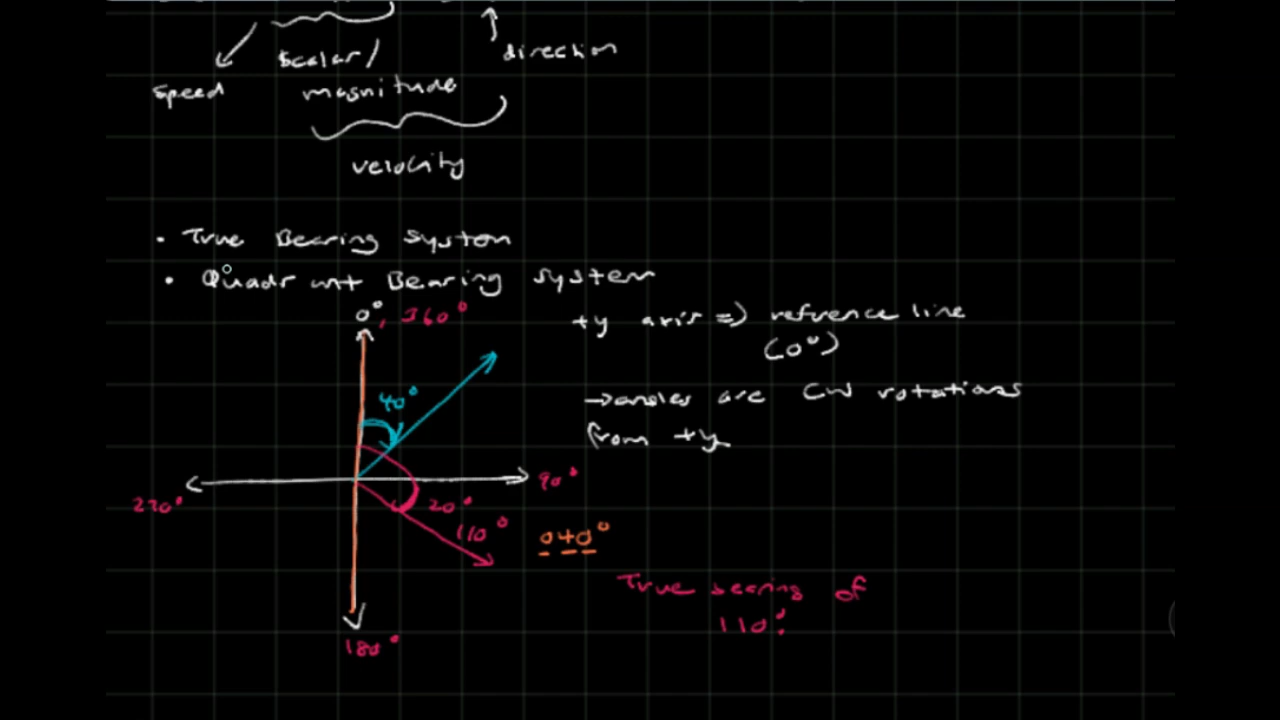 scalar/
direction
speed
magnitude
velocity
• True Bearing System
• Quadrant Bearing system
0°, 360°
+y axis => refrence line
(0°)
40°
→angles are CW rotations
from +y
90°
270°
20°
110°
040°
True bearing of
110°.
180°